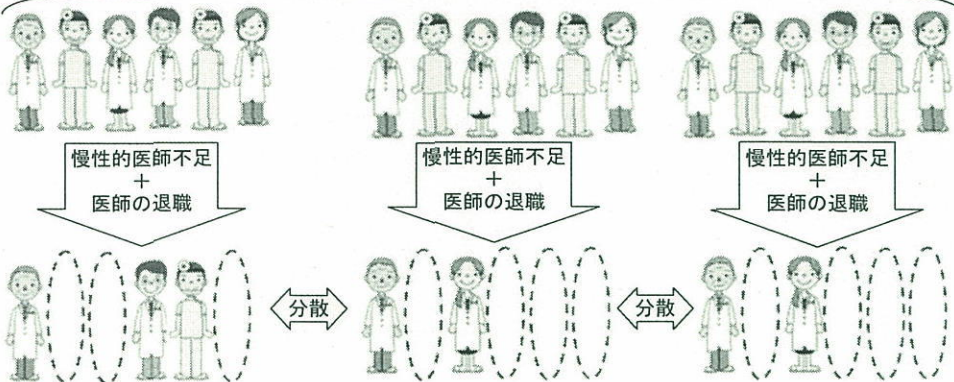 慢性的医師不足
+
医師の退職
慢性的医師不足
+
医師の退職
慢性的医師不足
+
医師の退職
分散
分散